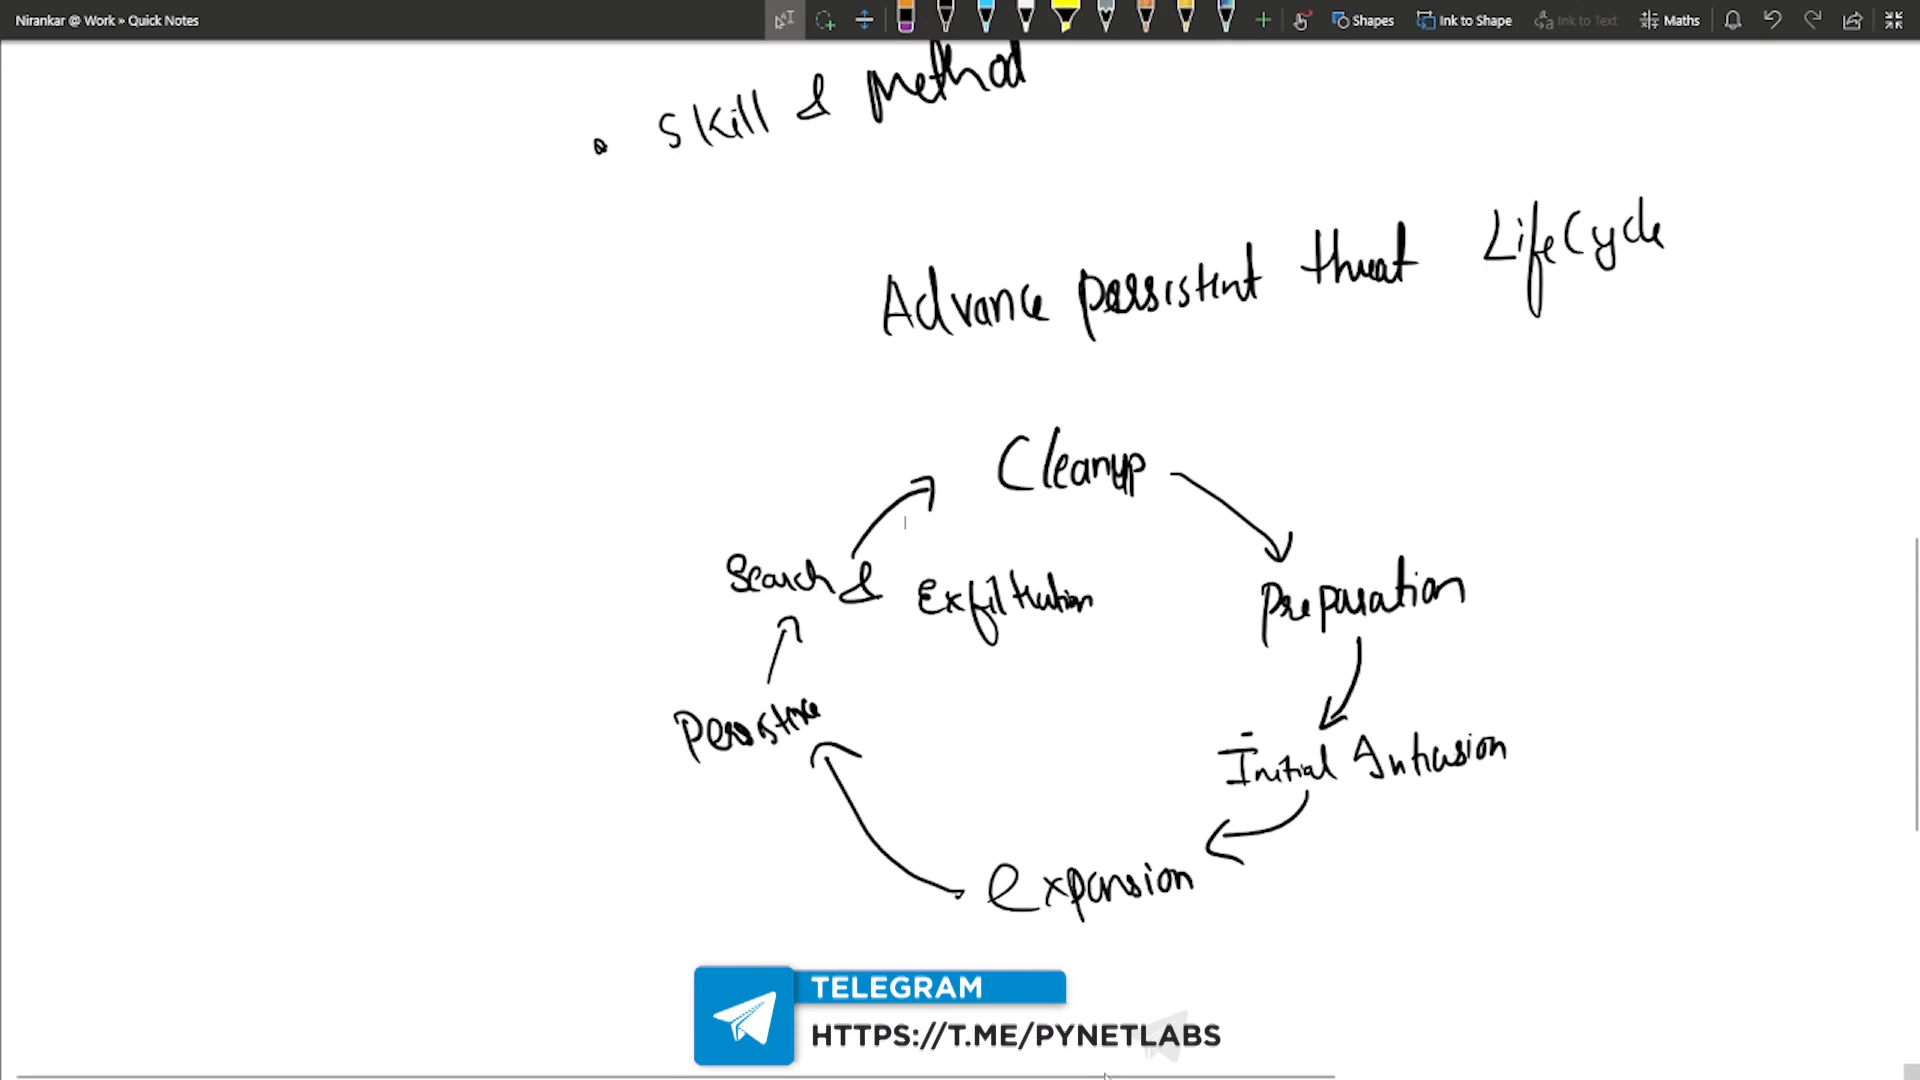 Nirankar @ Work » Quick Notes
Shapes
Ink to Shape
Ink to Text
Maths
• Skill & Method
Advance persistent threat LifeCycle
Cleanup
Search & Exfiltration
Preparation
Persistence
Initial Intrusion
Expansion
TELEGRAM
HTTPS://T.ME/PYNETLABS